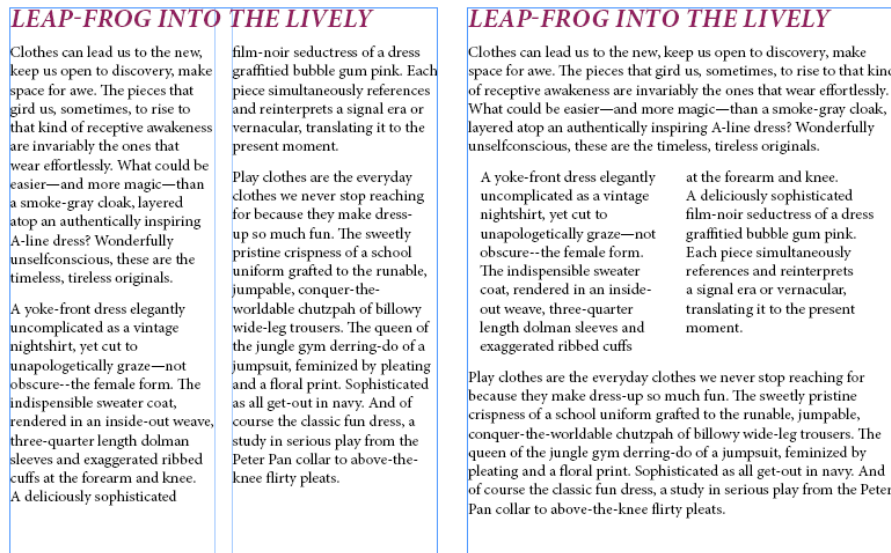 LEAP-FROG INTO THE LIVELY
Clothes can lead us to the new,
keep us open to discovery, make
space for awe. The pieces that
gird us, sometimes, to rise to
that kind of receptive awakeness
are invariably the ones that
wear effortlessly. What could be
easier—and more magic—than
a smoke-gray cloak, layered
atop an authentically inspiring
A-line dress? Wonderfully
unselfconscious, these are the
timeless, tireless originals.
A yoke-front dress elegantly
uncomplicated as a vintage
nightshirt, yet cut to
unapologetically graze—not
obscure--the female form. The
indispensible sweater coat,
rendered in an inside-out weave,
three-quarter length dolman
sleeves and exaggerated ribbed
cuffs at the forearm and knee.
A deliciously sophisticated
film-noir seductress of a dress
graffitied bubble gum pink. Each
piece simultaneously references
and reinterprets a signal era or
vernacular, translating it to the
present moment.
Play clothes are the everyday
clothes we never stop reaching
for because they make dress-
up so much fun. The sweetly
pristine crispness of a school
uniform grafted to the runable,
jumpable, conquer-the-
worldable chutzpah of billowy
wide-leg trousers. The queen of
the jungle gym derring-do of a
jumpsuit, feminized by pleating
and a floral print. Sophisticated
as all get-out in navy. And of
course the classic fun dress, a
study in serious play from the
Peter Pan collar to above-the-
knee flirty pleats.
LEAP-FROG INTO THE LIVELY
Clothes can lead us to the new, keep us open to discovery, make
space for awe. The pieces that gird us, sometimes, to rise to that kind
of receptive awakeness are invariably the ones that wear effortlessly.
What could be easier—and more magic—than a smoke-gray cloak,
layered atop an authentically inspiring A-line dress? Wonderfully
unselfconscious, these are the timeless, tireless originals.
A yoke-front dress elegantly
uncomplicated as a vintage
nightshirt, yet cut to
unapologetically graze—not
obscure--the female form.
The indispensible sweater
coat, rendered in an inside-
out weave, three-quarter
length dolman sleeves and
exaggerated ribbed cuffs
at the forearm and knee.
A deliciously sophisticated
film-noir seductress of a dress
graffitied bubble gum pink.
Each piece simultaneously
references and reinterprets
a signal era or vernacular,
translating it to the present
moment.
Play clothes are the everyday clothes we never stop reaching for
because they make dress-up so much fun. The sweetly pristine
crispness of a school uniform grafted to the runable, jumpable,
conquer-the-worldable chutzpah of billowy wide-leg trousers. The
queen of the jungle gym derring-do of a jumpsuit, feminized by
pleating and a floral print. Sophisticated as all get-out in navy. And
of course the classic fun dress, a study in serious play from the Peter
Pan collar to above-the-knee flirty pleats.